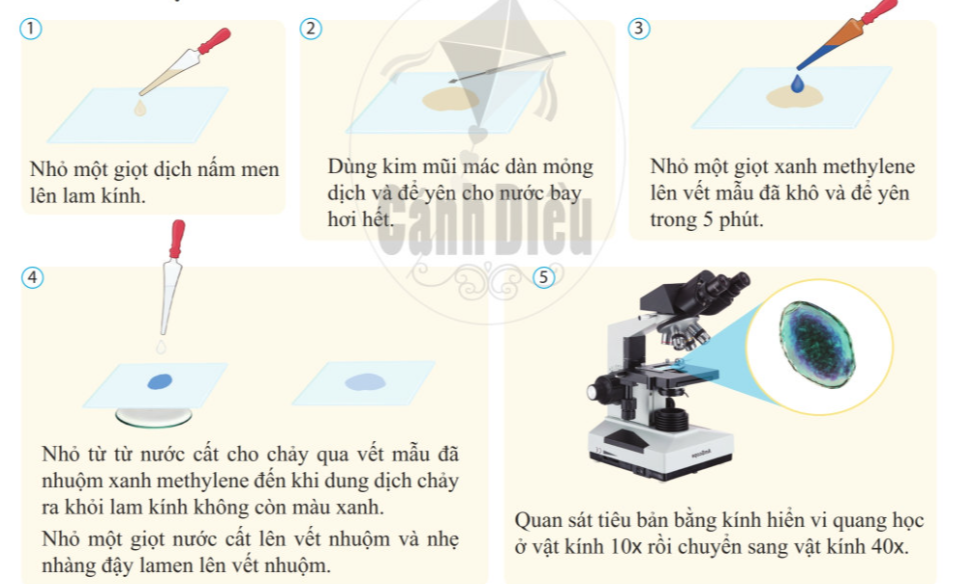 1
Nhỏ một giọt dịch nấm men
lên lam kính.
2
Dùng kim mũi mác dàn mỏng
dịch và để yên cho nước bày
hơi hết.
3
Nhỏ một giọt xanh methylene
lên vết mẫu đã khô và để yên
trong 5 phút.
Cánh Diều
4
Nhỏ từ từ nước cất cho chảy qua vết mẫu đã
nhuộm xanh methylene đến khi dung dịch chảy
ra khỏi lam kính không còn màu xanh.
Nhỏ một giọt nước cất lên vết nhuộm và nhẹ
nhàng đậy lamen lên vết nhuộm.
5
Quan sát tiêu bản bằng kính hiển vi quang học
ở vật kính 10x rồi chuyển sang vật kính 40x.